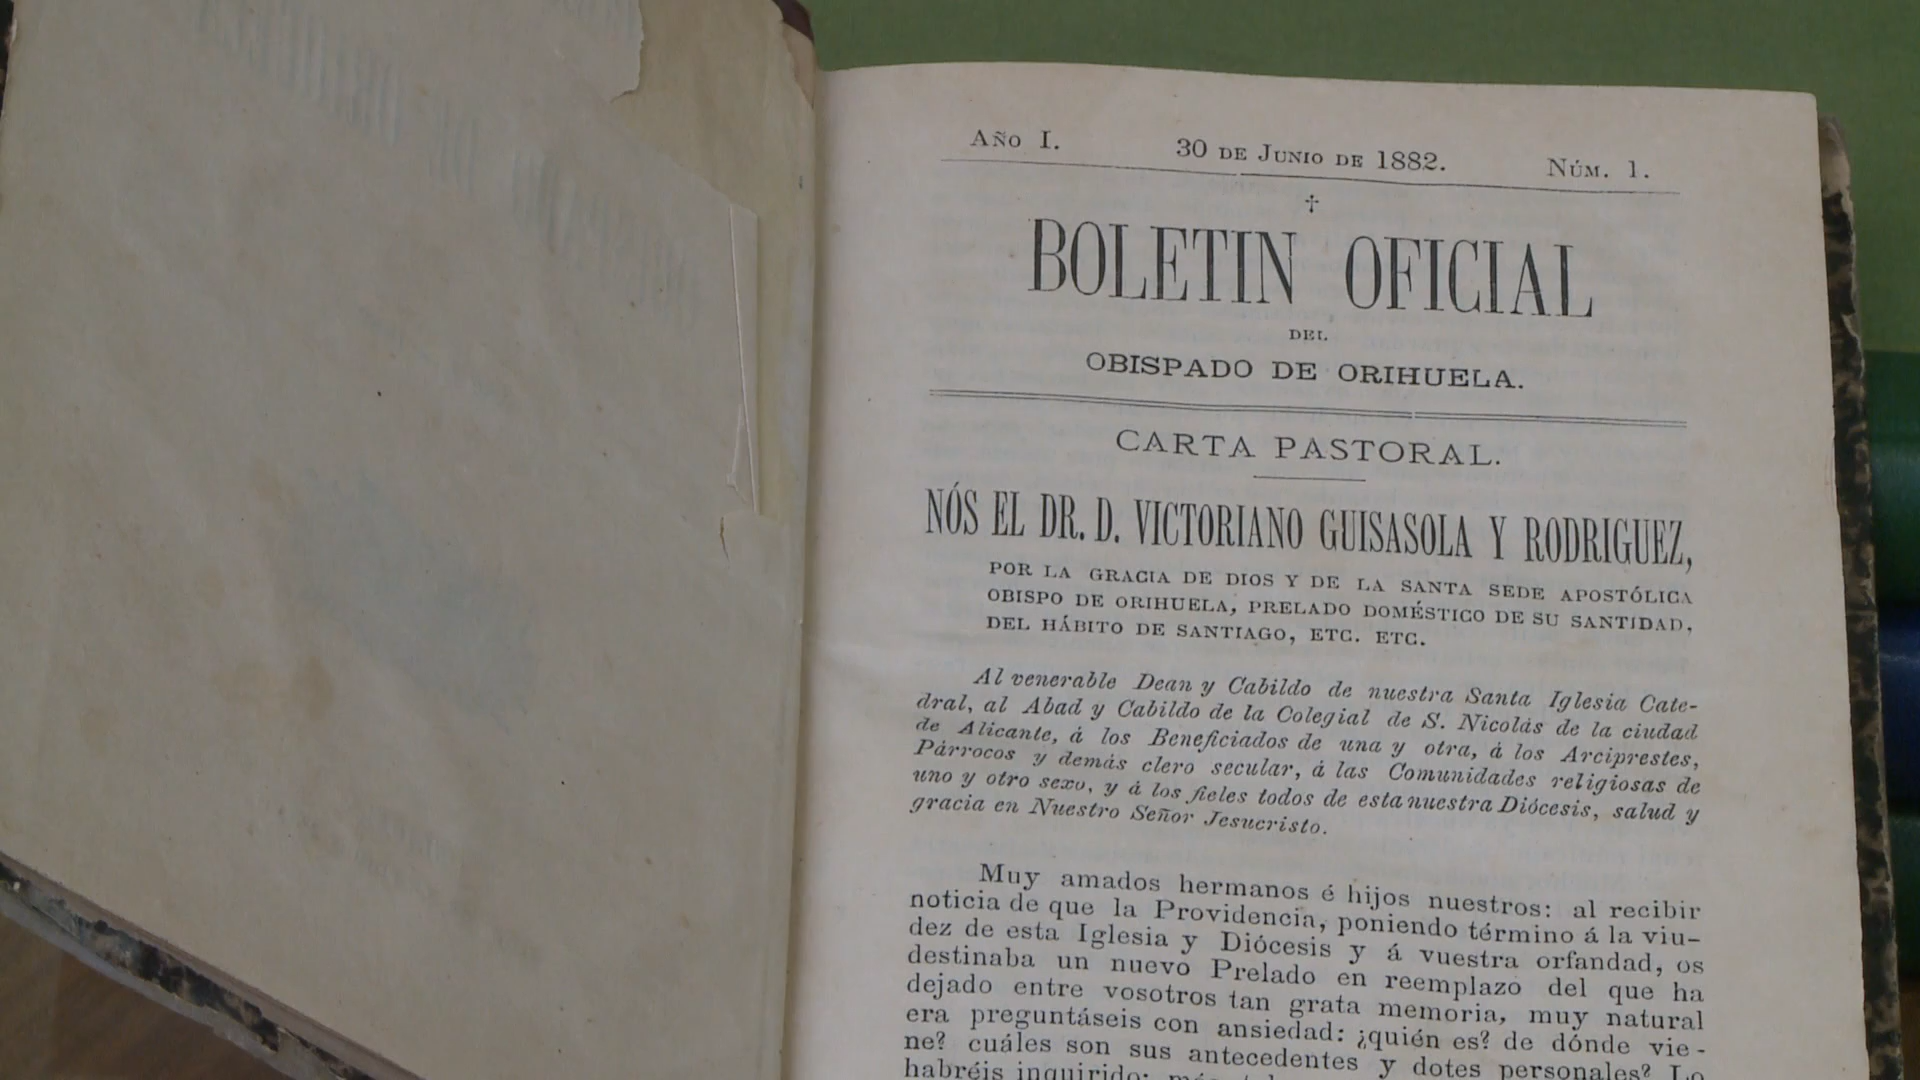 Año I.
30 de Junio de 1882.
Núm. 1.
†
BOLETIN OFICIAL
DEL
OBISPADO DE ORIHUELA.
CARTA PASTORAL.
NÓS EL DR. D. VICTORIANO GUISASOLA Y RODRIGUEZ,
POR LA GRACIA DE DIOS Y DE LA SANTA SEDE APOSTÓLICA
OBISPO DE ORIHUELA, PRELADO DOMÉSTICO DE SU SANTIDAD,
DEL HÁBITO DE SANTIAGO, ETC. ETC.
Al venerable Dean y Cabildo de nuestra Santa Iglesia Cate-
dral, al Abad y Cabildo de la Colegial de S. Nicolás de la ciudad
de Alicante, á los Beneficiados de una y otra, á los Arciprestes,
Párrocos y demás clero secular, á las Comunidades religiosas de
uno y otro sexo, y á los fieles todos de esta nuestra Diócesis, salud y
gracia en Nuestro Señor Jesucristo.
Muy amados hermanos é hijos nuestros: al recibir
noticia de que la Providencia, poniendo término á la viu-
dez de esta Iglesia y Diócesis y á vuestra orfandad, os
destinaba un nuevo Prelado en reemplazo del que ha
dejado entre vosotros tan grata memoria, muy natural
era preguntáseis con ansiedad: ¿quién es? de dónde vie-
ne? cuáles son sus antecedentes y dotes personales? Lo
habréis inquirido: